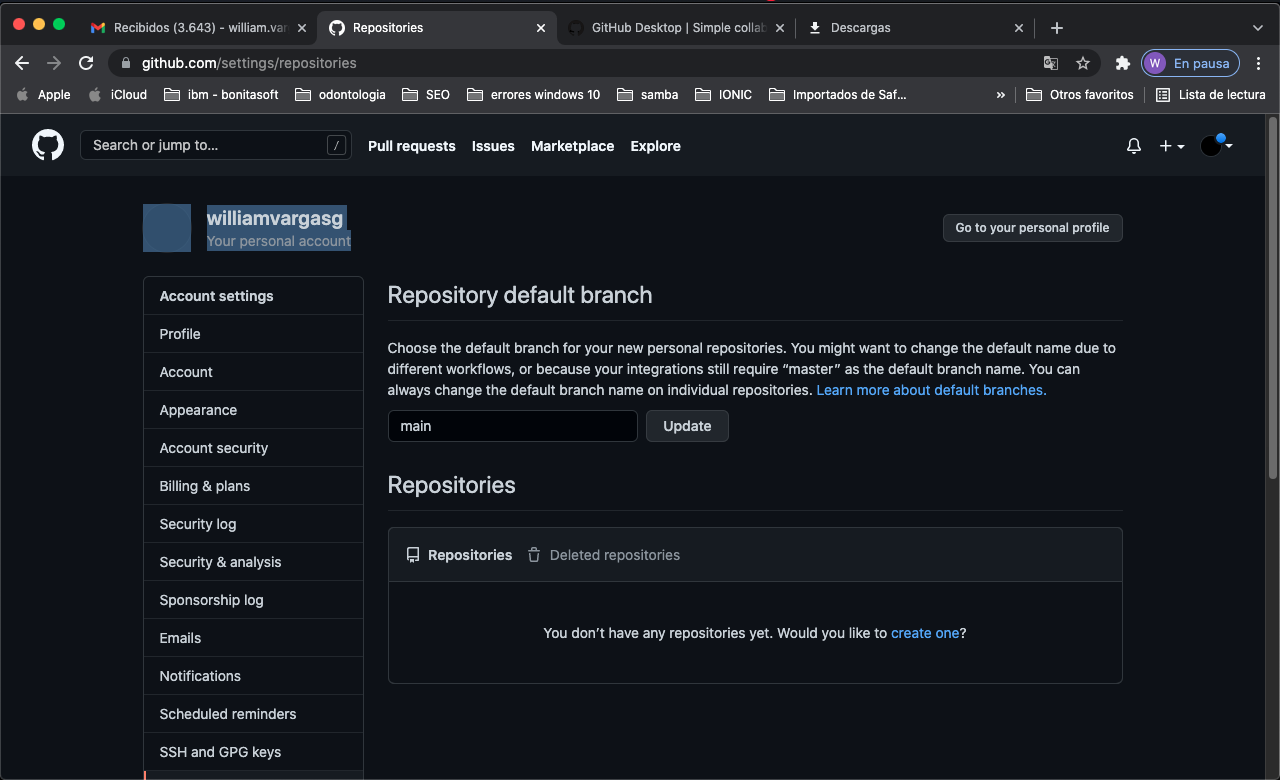 Recibidos (3.643) - william.var
Repositories
GitHub Desktop | Simple collab
Descargas
github.com/settings/repositories
W
En pausa
Apple
iCloud
ibm - bonitasoft
odontologia
SEO
errores windows 10
samba
IONIC
Importados de Saf...
»
Otros favoritos
Lista de lectura
Search or jump to...
/
Pull requests
Issues
Marketplace
Explore
williamvargasg
Your personal account
Go to your personal profile
Account settings
Profile
Account
Appearance
Account security
Billing & plans
Security log
Security & analysis
Sponsorship log
Emails
Notifications
Scheduled reminders
SSH and GPG keys
Repository default branch
Choose the default branch for your new personal repositories. You might want to change the default name due to
different workflows, or because your integrations still require “master” as the default branch name. You can
always change the default branch name on individual repositories. Learn more about default branches.
main
Update
Repositories
Repositories
Deleted repositories
You don’t have any repositories yet. Would you like to create one?